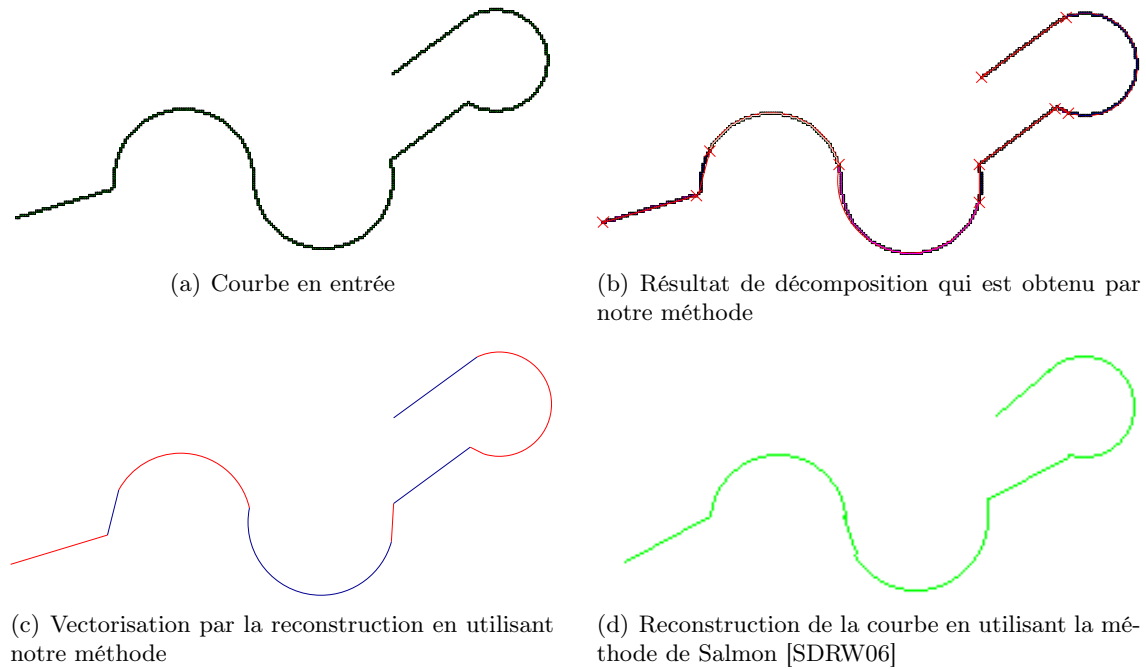 (a) Courbe en entrée
(b) Résultat de décomposition qui est obtenu par
notre méthode
(c) Vectorisation par la reconstruction en utilisant
notre méthode
(d) Reconstruction de la courbe en utilisant la mé-
thode de Salmon [SDRW06]